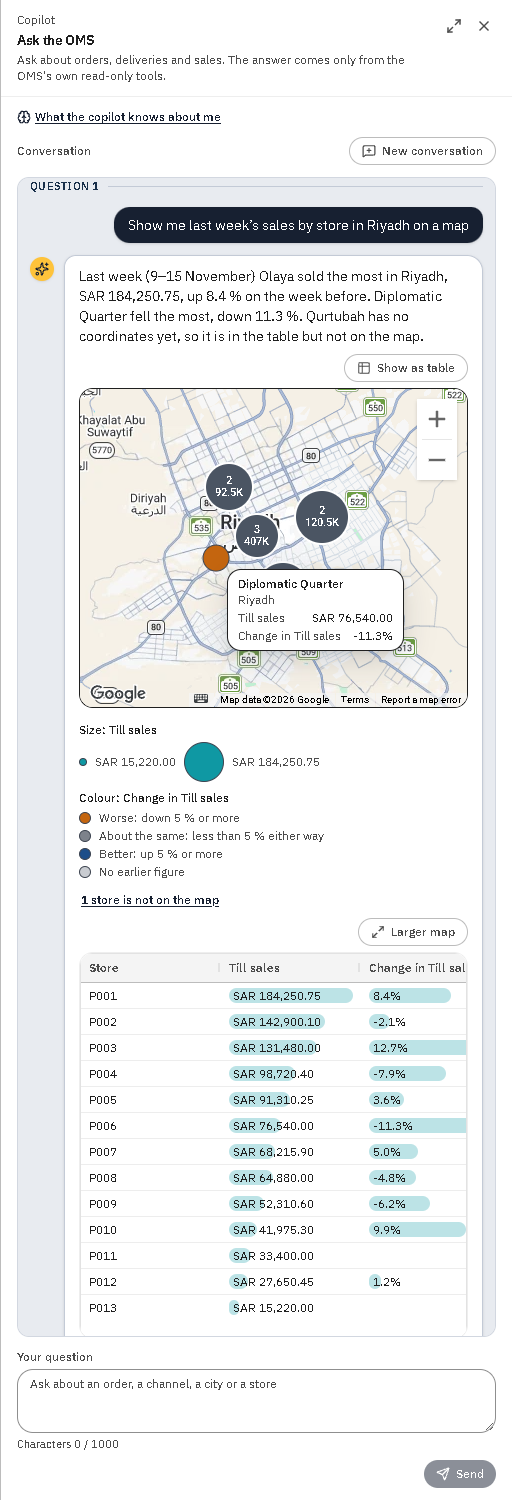 Copilot
Ask the OMS
Ask about orders, deliveries and sales. The answer comes only from the
OMS's own read-only tools.
What the copilot knows about me
Conversation
New conversation
QUESTION 1
Show me last week's sales by store in Riyadh on a map
Last week (9–15 November) Olaya sold the most in Riyadh,
SAR 184,250.75, up 8.4 % on the week before. Diplomatic
Quarter fell the most, down 11.3 %. Qurtubah has no
coordinates yet, so it is in the table but not on the map.
Show as table
522
550
Khayalat Abu
Suwaytif
5770
80
2
92.5K
Diriyah
الدرعية
2
120.5K
522
535
3
407K
Diplomatic Quarter
Riyadh
Till sales SAR 76,540.00
Change in Till sales -11.3%
80
505
509
513
505
Google
Map data ©2026 Google Terms Report a map error
Size: Till sales
SAR 15,220.00 SAR 184,250.75
Colour: Change in Till sales
Worse: down 5 % or more
About the same: less than 5 % either way
Better: up 5 % or more
No earlier figure
1 store is not on the map
Larger map
Store Till sales Change in Till sal
P001 SAR 184,250.75 8.4%
P002 SAR 142,900.10 -2.1%
P003 SAR 131,480.00 12.7%
P004 SAR 98,720.40 -7.9%
P005 SAR 91,310.25 3.6%
P006 SAR 76,540.00 -11.3%
P007 SAR 68,215.90 5.0%
P008 SAR 64,880.00 -4.8%
P009 SAR 52,310.60 -6.2%
P010 SAR 41,975.30 9.9%
P011 SAR 33,400.00
P012 SAR 27,650.45 1.2%
P013 SAR 15,220.00
Your question
Ask about an order, a channel, a city or a store
Characters 0 / 1000
Send